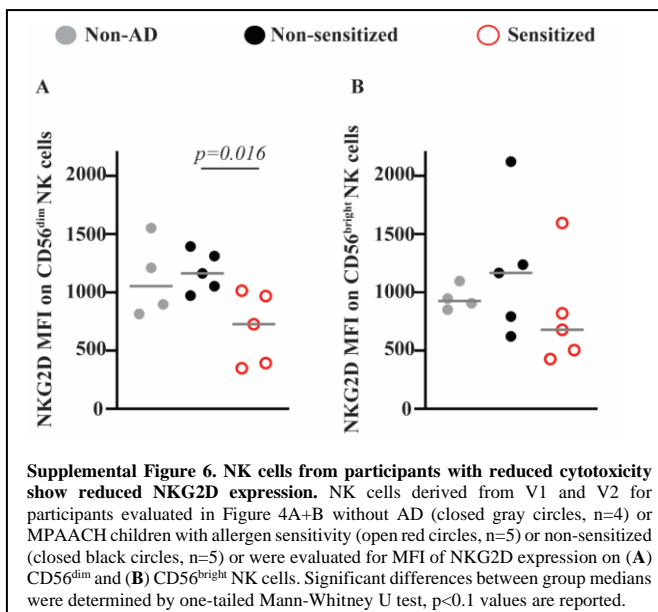 Non-AD Non-sensitized Sensitized
A
B
NKG2D MFI on CD56dim NK cells
2000
1500
1000
500
0
p=0.016
NKG2D MFI on CD56bright NK cells
2000
1500
1000
500
0
Supplemental Figure 6. NK cells from participants with reduced cytotoxicity
show reduced NKG2D expression. NK cells derived from V1 and V2 for
participants evaluated in Figure 4A+B without AD (closed gray circles, n=4) or
MPAACH children with allergen sensitivity (open red circles, n=5) or non-sensitized
(closed black circles, n=5) or were evaluated for MFI of NKG2D expression on (A)
CD56dim and (B) CD56bright NK cells. Significant differences between group medians
were determined by one-tailed Mann-Whitney U test, p<0.1 values are reported.